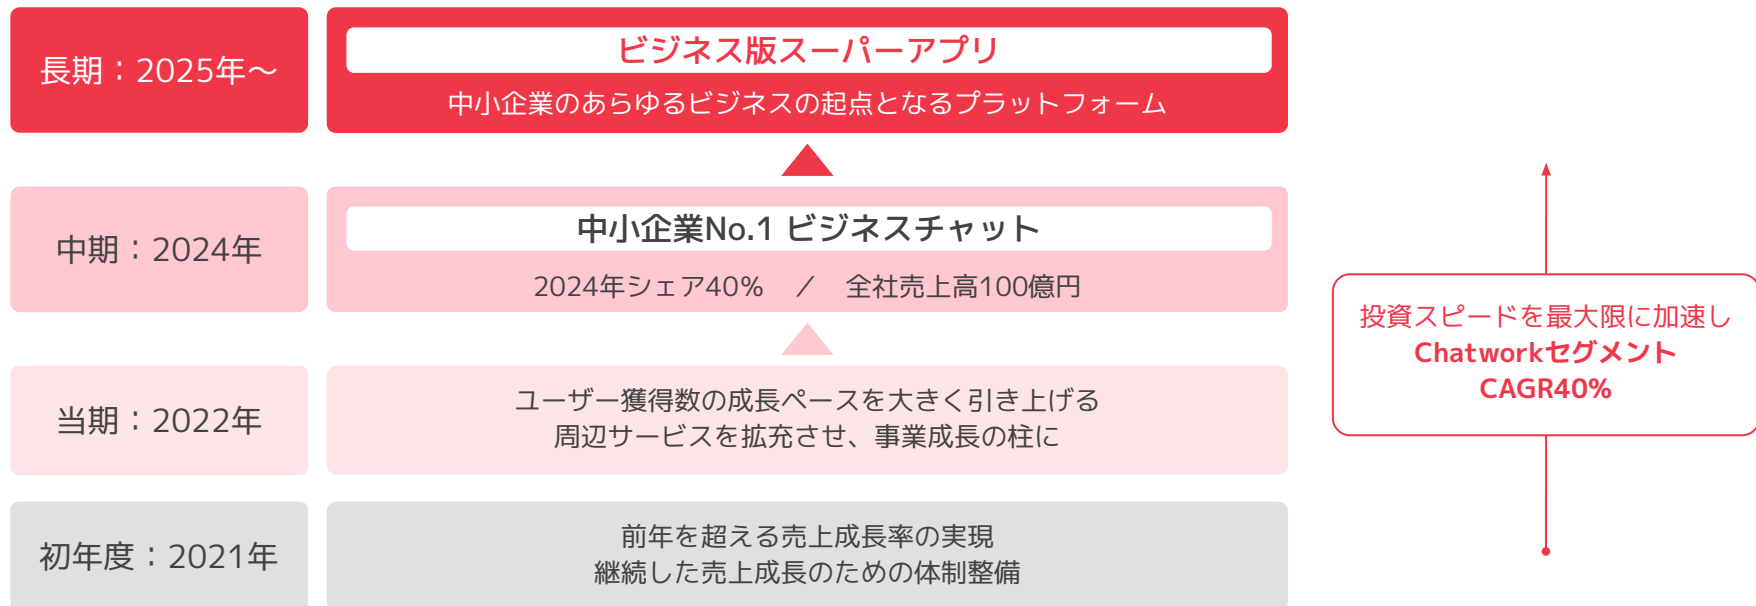 長期：2025年～
ビジネス版スーパーアプリ
中小企業のあらゆるビジネスの起点となるプラットフォーム
中期：2024年
中小企業No.1 ビジネスチャット
2024年シェア40%　／　全社売上高100億円
当期：2022年
ユーザー獲得数の成長ペースを大きく引き上げる
周辺サービスを拡充させ、事業成長の柱に
初年度：2021年
前年を超える売上成長率の実現
継続した売上成長のための体制整備
投資スピードを最大限に加速し
Chatworkセグメント
CAGR40%